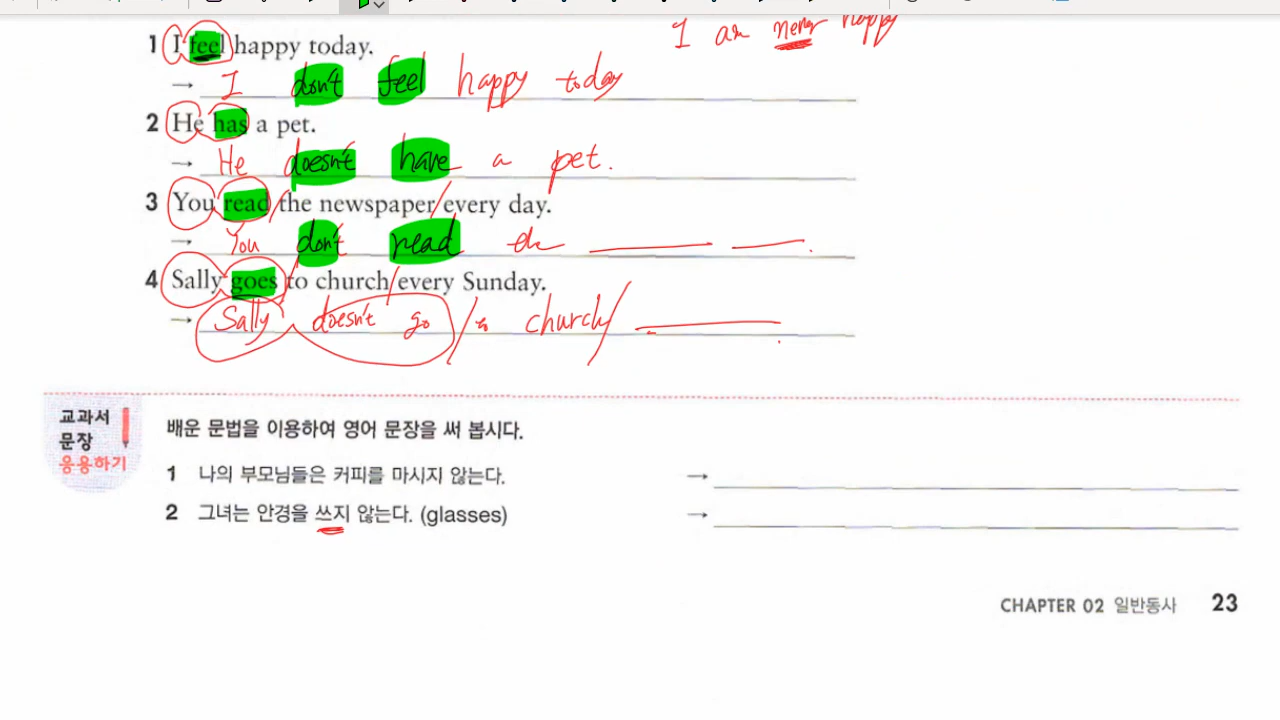 I am never happy
1 I feel happy today.
→ I don't feel happy today
2 He has a pet.
→ He doesn't have a pet.
3 You read / the newspaper / every day.
→ You don't read the
4 Sally goes / to church / every Sunday.
→ Sally doesn't go / to church /
교과서
문장
응용하기
배운 문법을 이용하여 영어 문장을 써 봅시다.
1 나의 부모님들은 커피를 마시지 않는다. →
2 그녀는 안경을 쓰지 않는다. (glasses) →
CHAPTER 02 일반동사 23